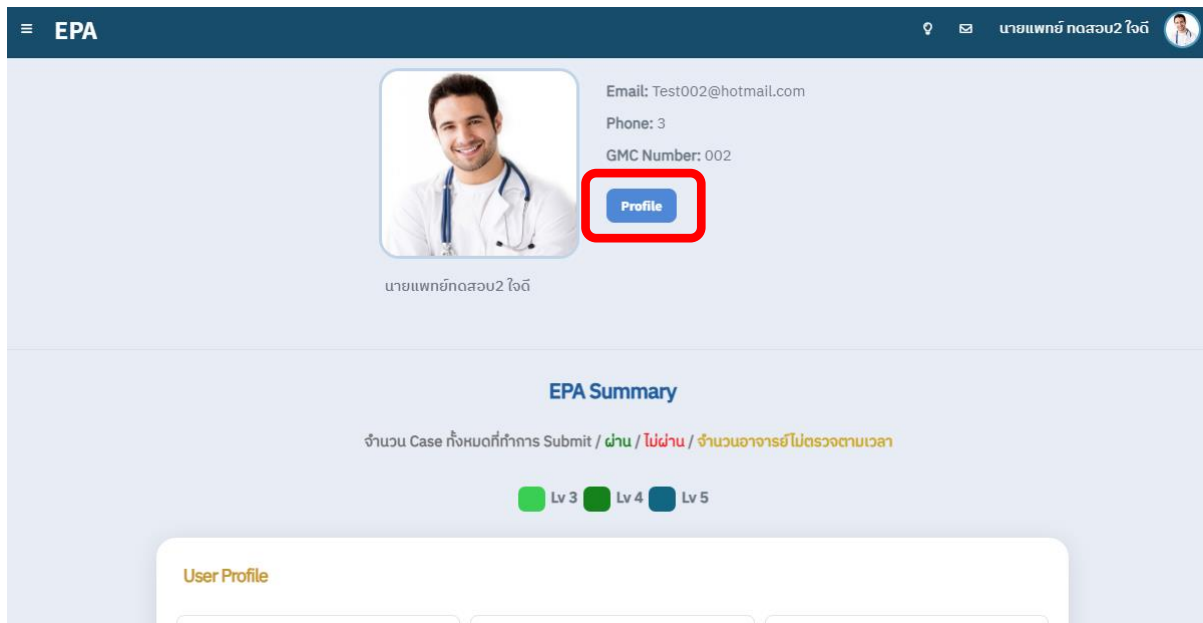 EPA
นายแพทย์ ทดสอบ2 ใจดี
Email: Test002@hotmail.com
Phone: 3
GMC Number: 002
Profile
นายแพทย์ทดสอบ2 ใจดี
EPA Summary
จำนวน Case ทั้งหมดที่ทำการ Submit / ผ่าน / ไม่ผ่าน / จำนวนอาจารย์ไม่ตรวจตามเวลา
Lv 3 Lv 4 Lv 5
User Profile